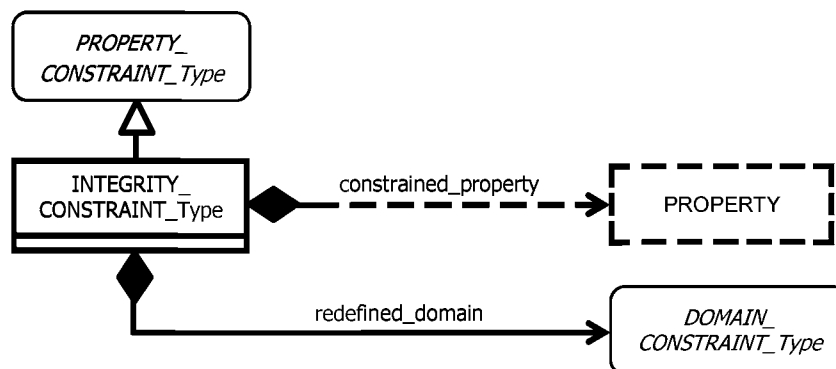 PROPERTY_
CONSTRAINT_Type
INTEGRITY_
CONSTRAINT_Type
constrained_property
PROPERTY
redefined_domain
DOMAIN_
CONSTRAINT_Type